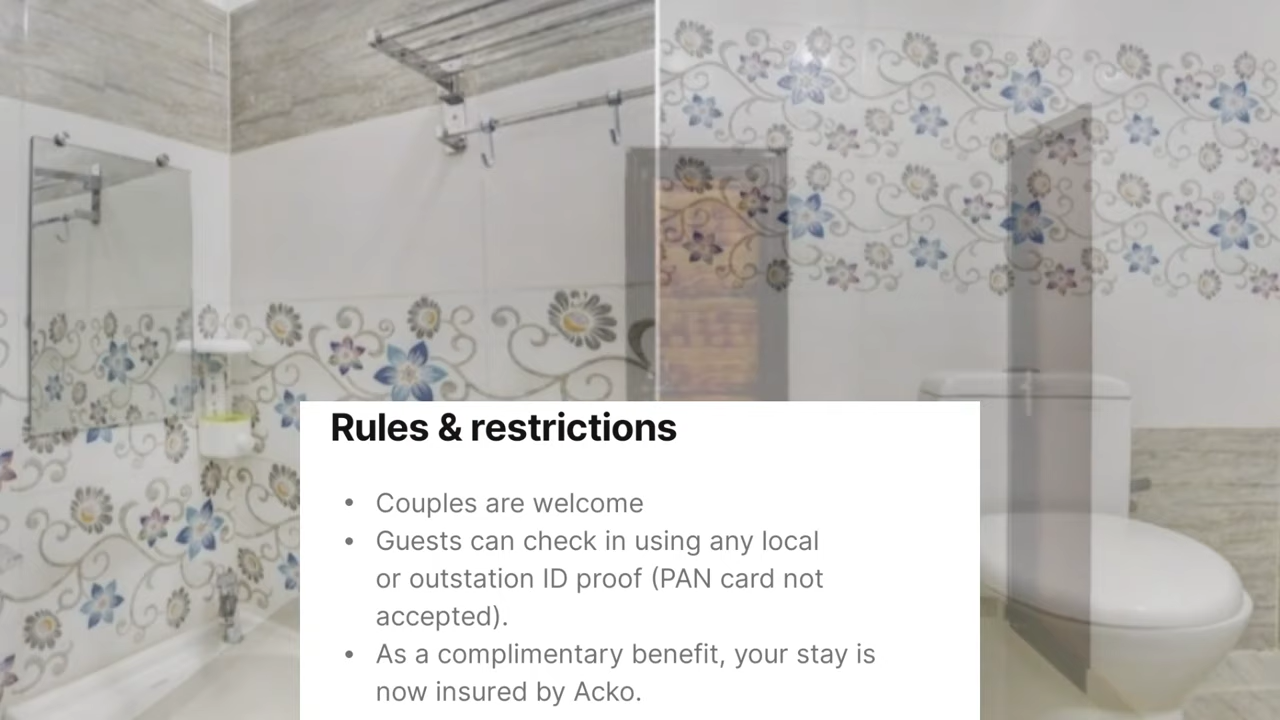 Rules & restrictions
• Couples are welcome
• Guests can check in using any local
or outstation ID proof (PAN card not
accepted).
• As a complimentary benefit, your stay is
now insured by Acko.